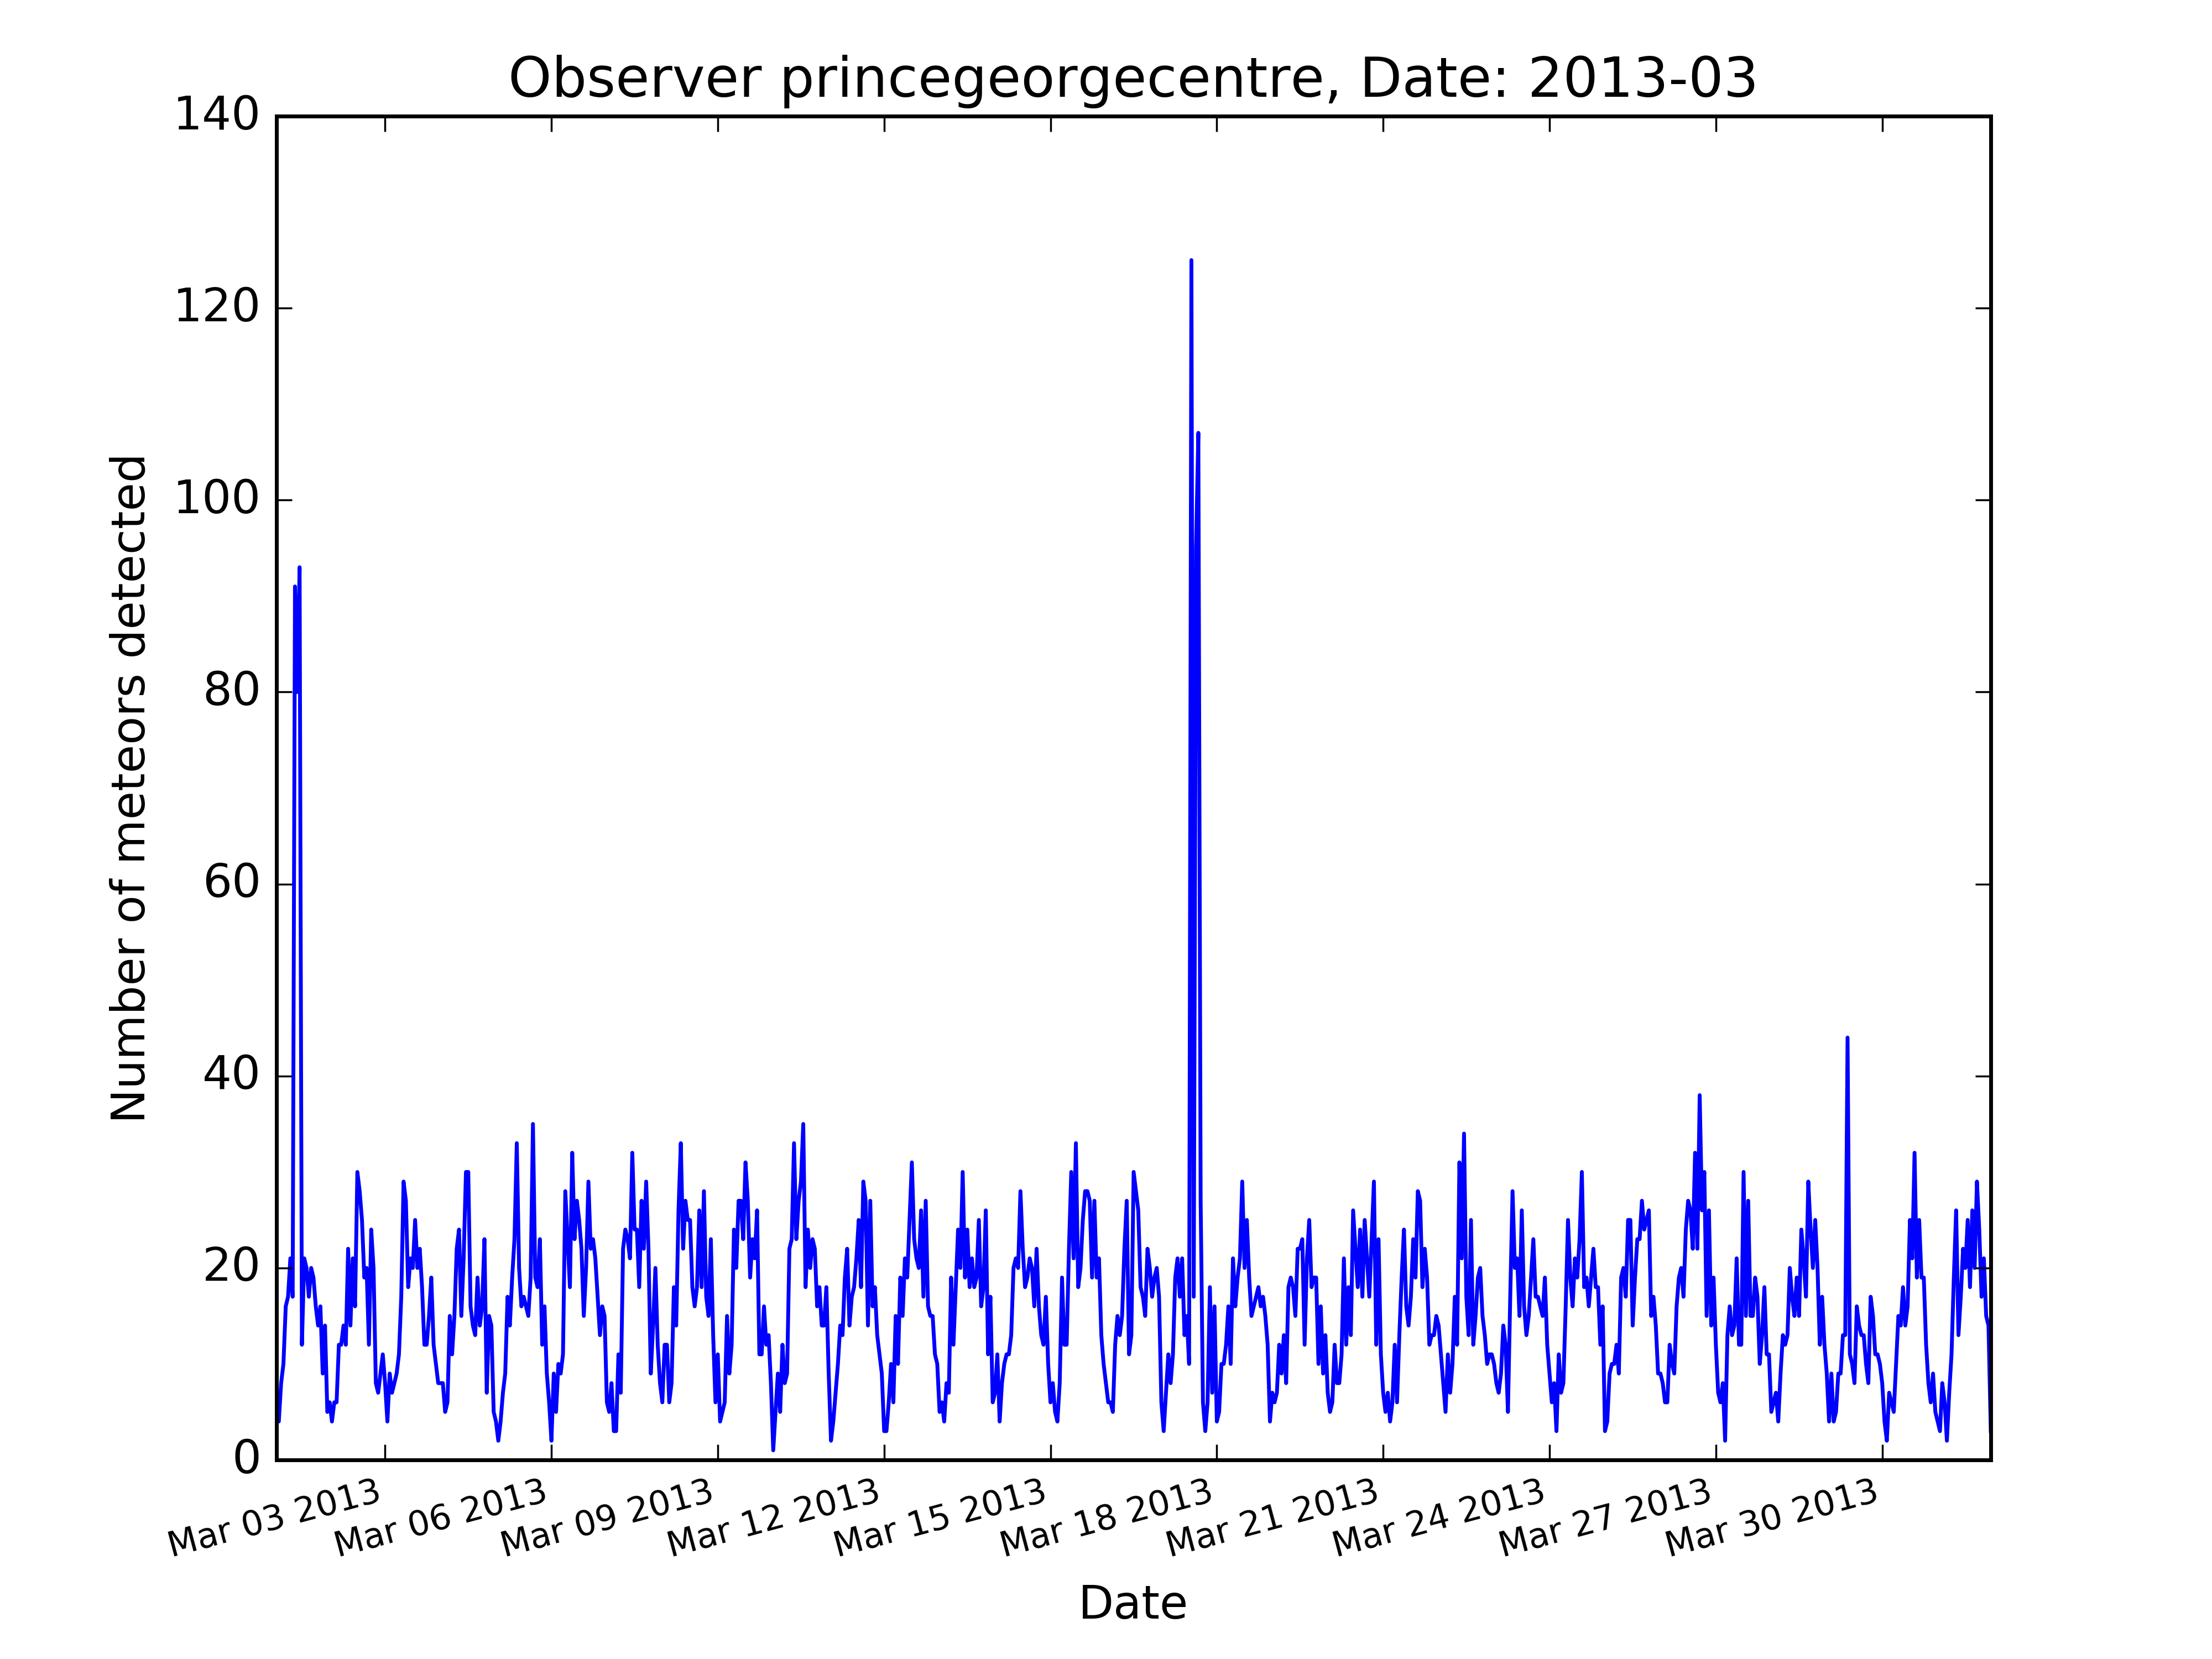 Observer princegeorgecentre, Date: 2013-03
140
120
100
80
60
40
20
0
Number of meteors detected
Mar 03 2013
Mar 06 2013
Mar 09 2013
Mar 12 2013
Mar 15 2013
Mar 18 2013
Mar 21 2013
Mar 24 2013
Mar 27 2013
Mar 30 2013
Date